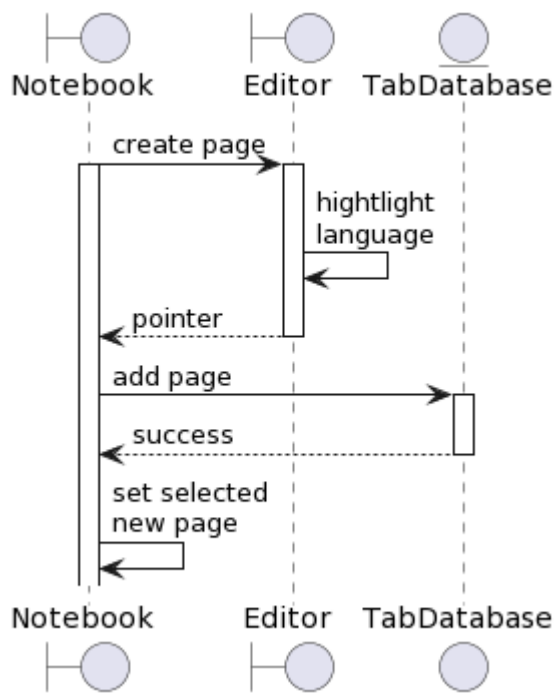 Notebook Editor TabDatabase
create page
hightlight
language
pointer
add page
success
set selected
new page
Notebook Editor TabDatabase